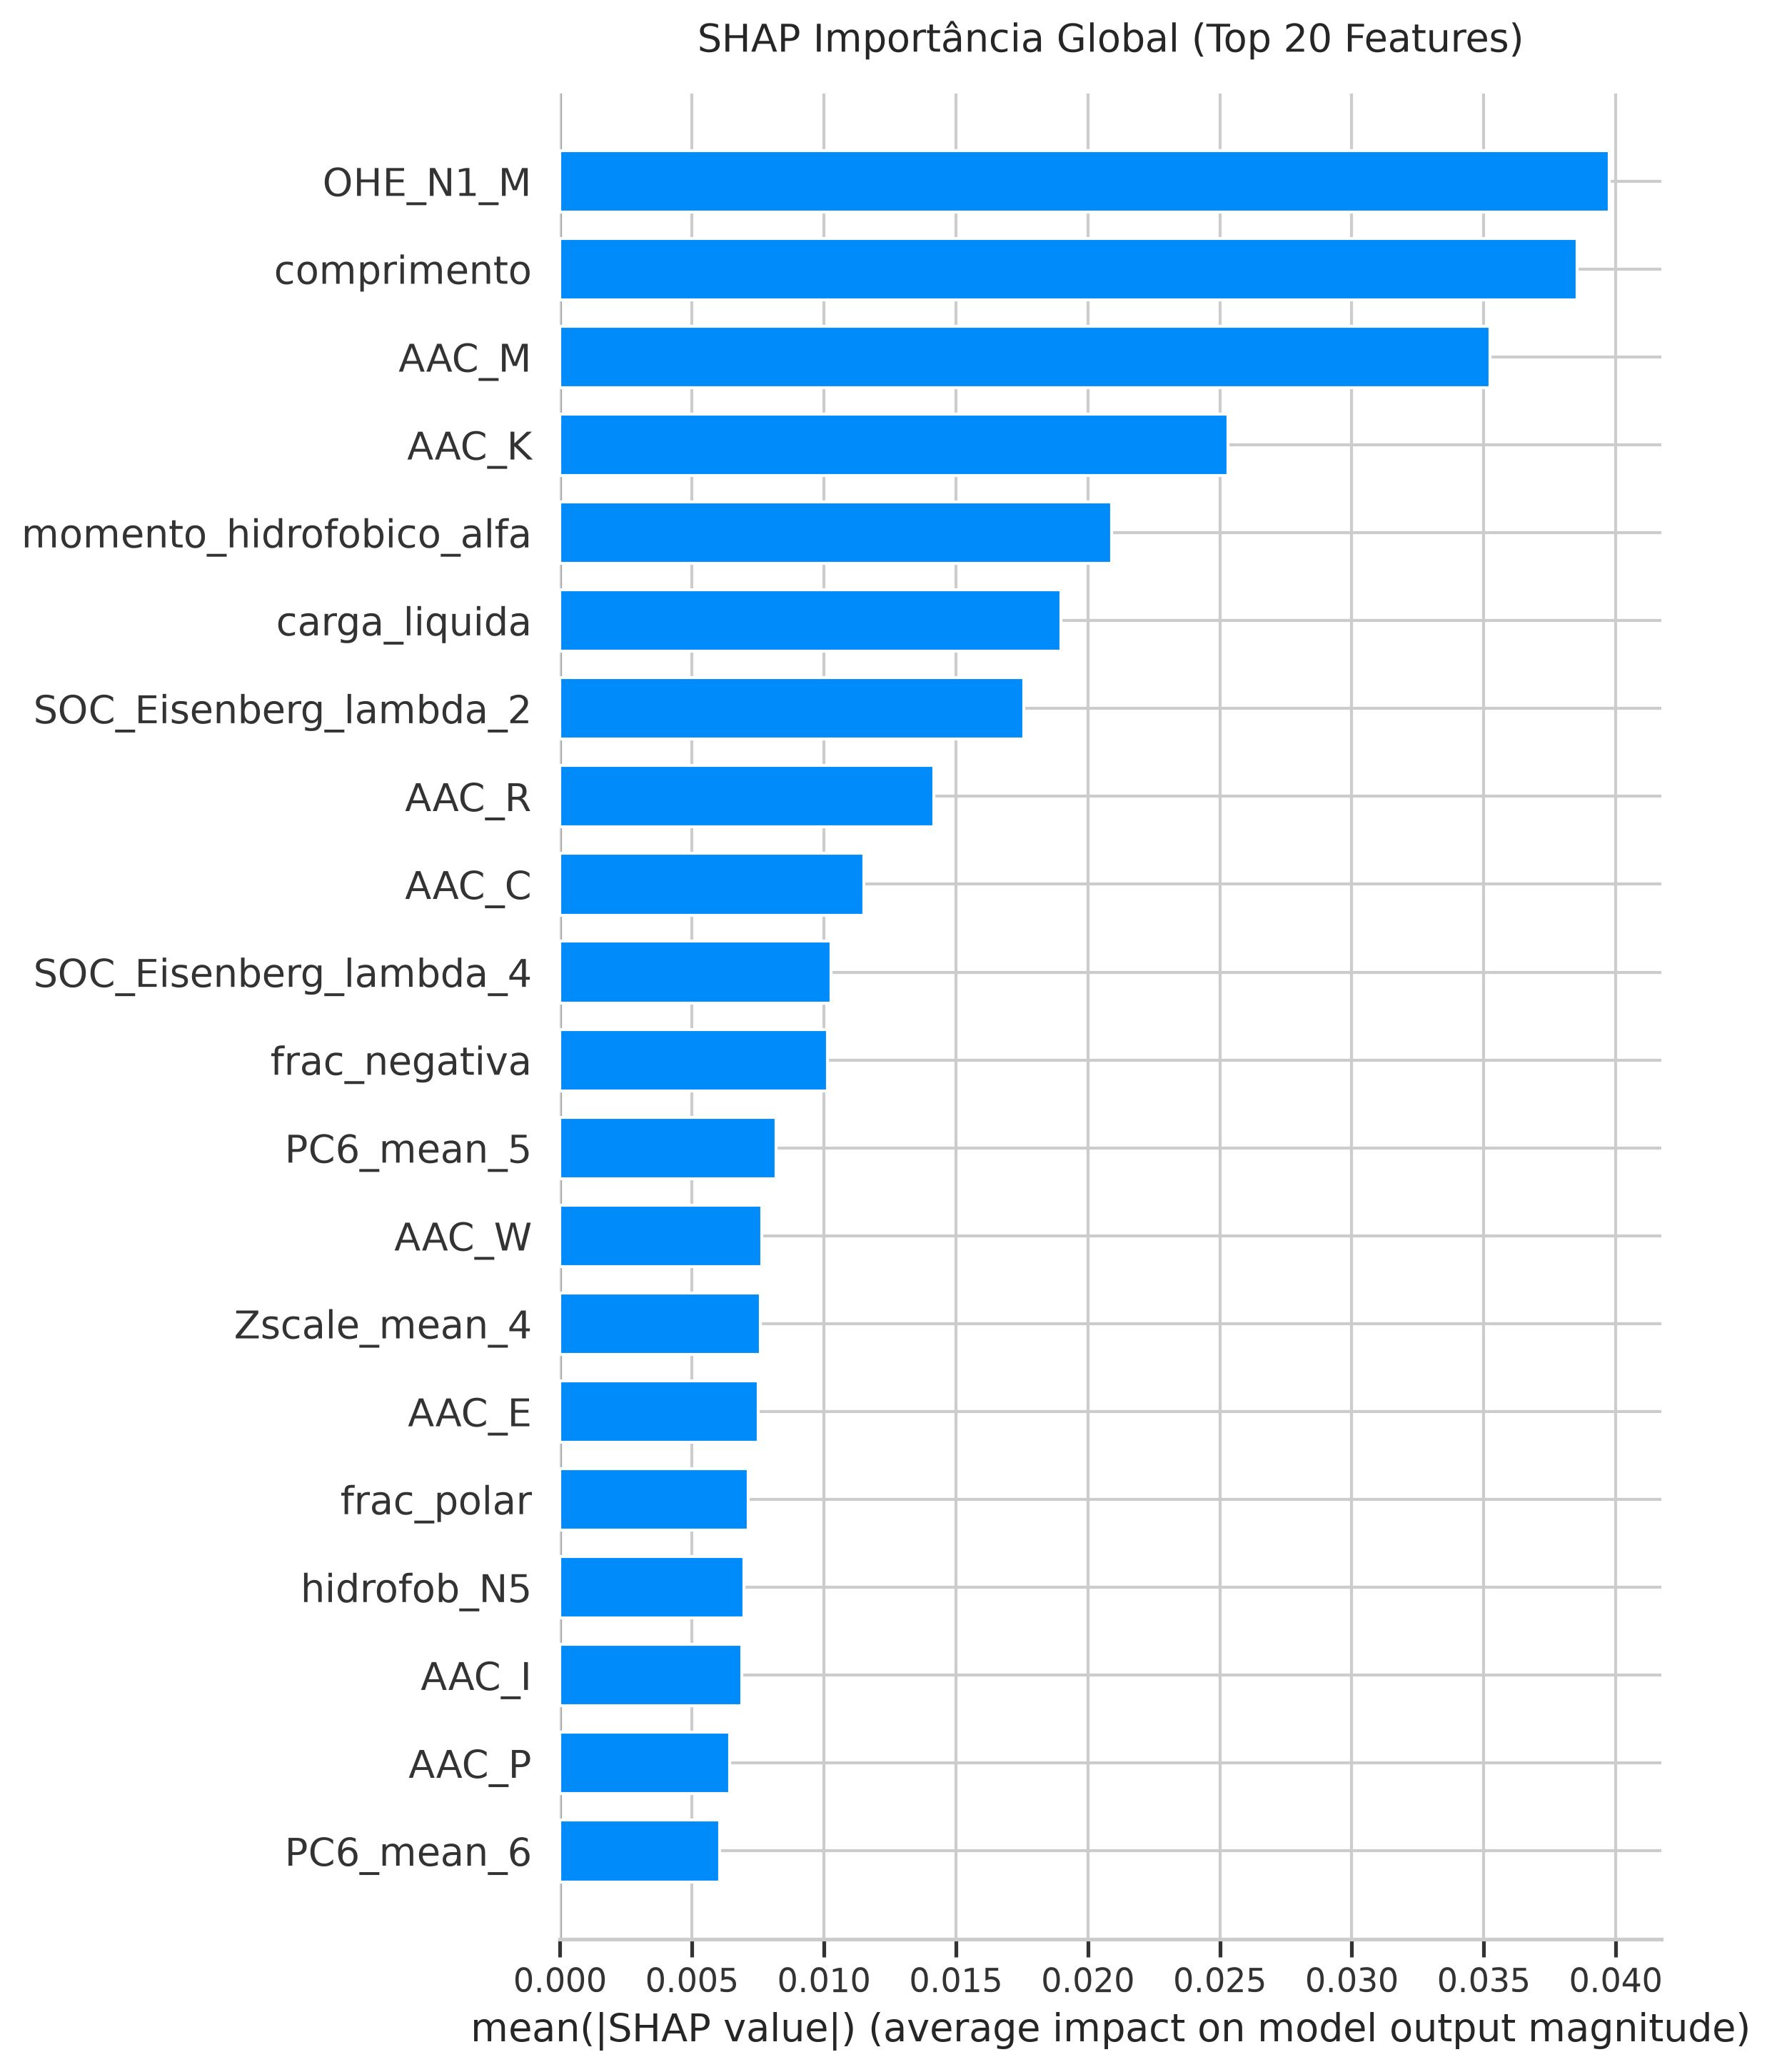 SHAP Importância Global (Top 20 Features)
OHE_N1_M
comprimento
AAC_M
AAC_K
momento_hidrofobico_alfa
carga_liquida
SOC_Eisenberg_lambda_2
AAC_R
AAC_C
SOC_Eisenberg_lambda_4
frac_negativa
PC6_mean_5
AAC_W
Zscale_mean_4
AAC_E
frac_polar
hidrofob_N5
AAC_I
AAC_P
PC6_mean_6
0.000 0.005 0.010 0.015 0.020 0.025 0.030 0.035 0.040
mean(|SHAP value|) (average impact on model output magnitude)